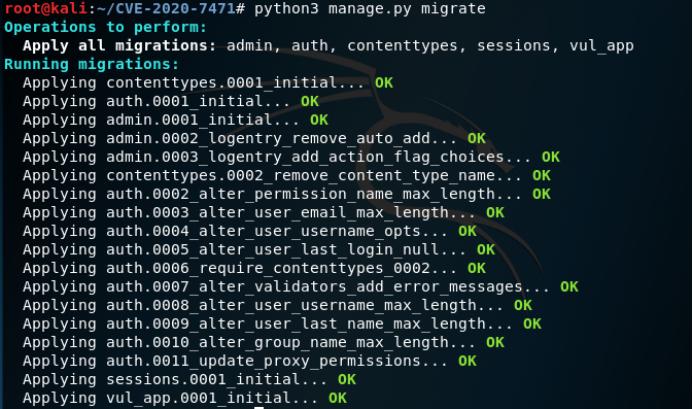 root@kali:~/CVE-2020-7471# python3 manage.py migrate
Operations to perform:
  Apply all migrations: admin, auth, contenttypes, sessions, vul_app
Running migrations:
  Applying contenttypes.0001_initial... OK
  Applying auth.0001_initial... OK
  Applying admin.0001_initial... OK
  Applying admin.0002_logentry_remove_auto_add... OK
  Applying admin.0003_logentry_add_action_flag_choices... OK
  Applying contenttypes.0002_remove_content_type_name... OK
  Applying auth.0002_alter_permission_name_max_length... OK
  Applying auth.0003_alter_user_email_max_length... OK
  Applying auth.0004_alter_user_username_opts... OK
  Applying auth.0005_alter_user_last_login_null... OK
  Applying auth.0006_require_contenttypes_0002... OK
  Applying auth.0007_alter_validators_add_error_messages... OK
  Applying auth.0008_alter_user_username_max_length... OK
  Applying auth.0009_alter_user_last_name_max_length... OK
  Applying auth.0010_alter_group_name_max_length... OK
  Applying auth.0011_update_proxy_permissions... OK
  Applying sessions.0001_initial... OK
  Applying vul_app.0001_initial... OK